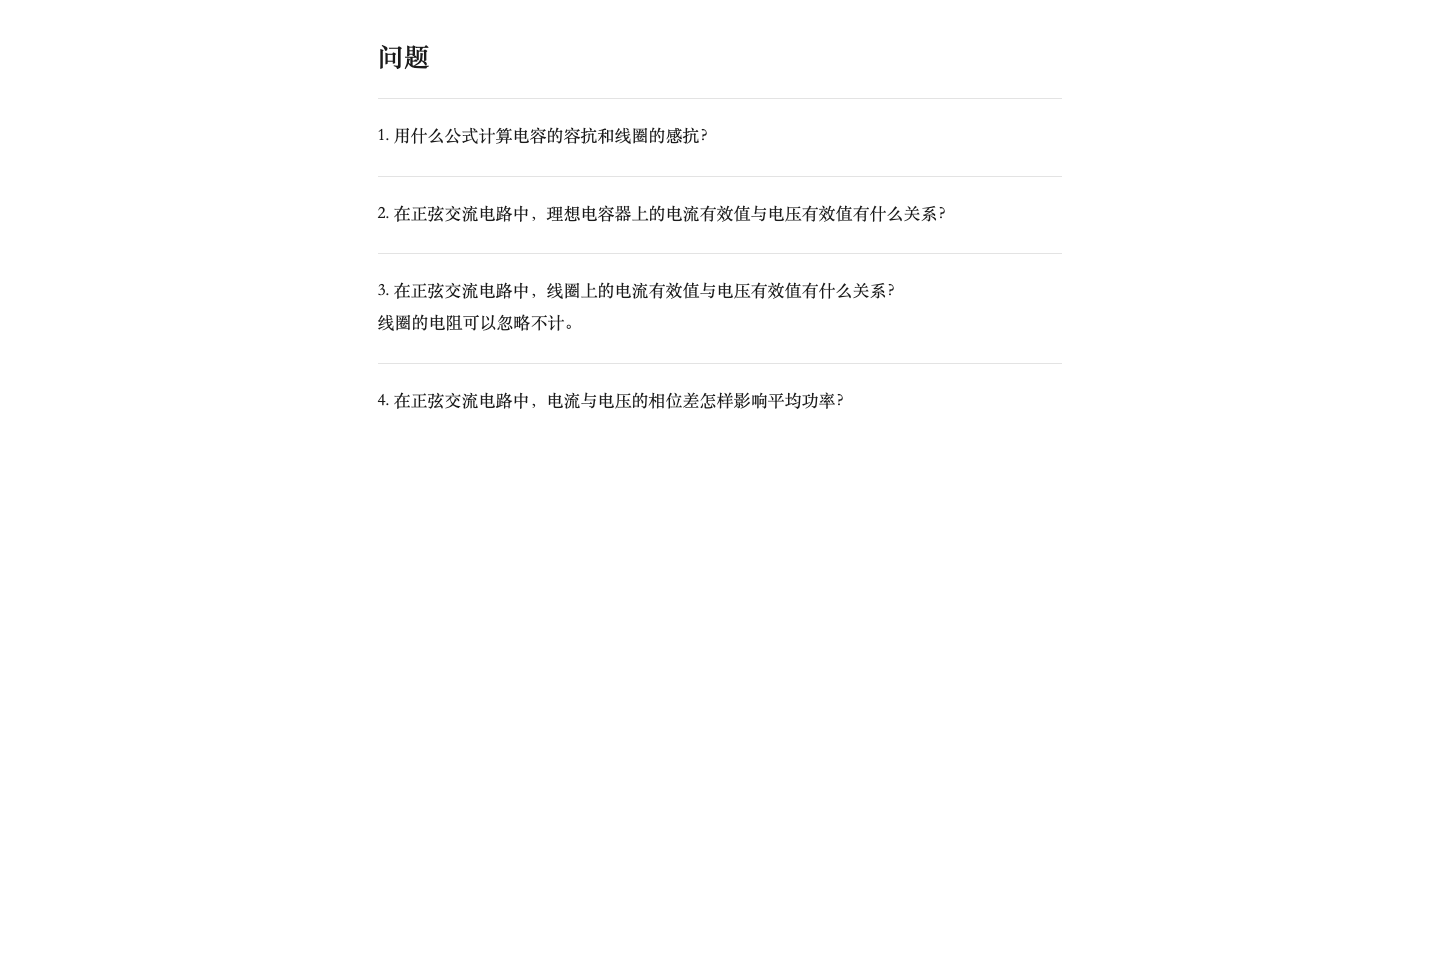 问题
1. 用什么公式计算电容的容抗和线圈的感抗？
2. 在正弦交流电路中，理想电容器上的电流有效值与电压有效值有什么关系？
3. 在正弦交流电路中，线圈上的电流有效值与电压有效值有什么关系？
线圈的电阻可以忽略不计。
4. 在正弦交流电路中，电流与电压的相位差怎样影响平均功率？